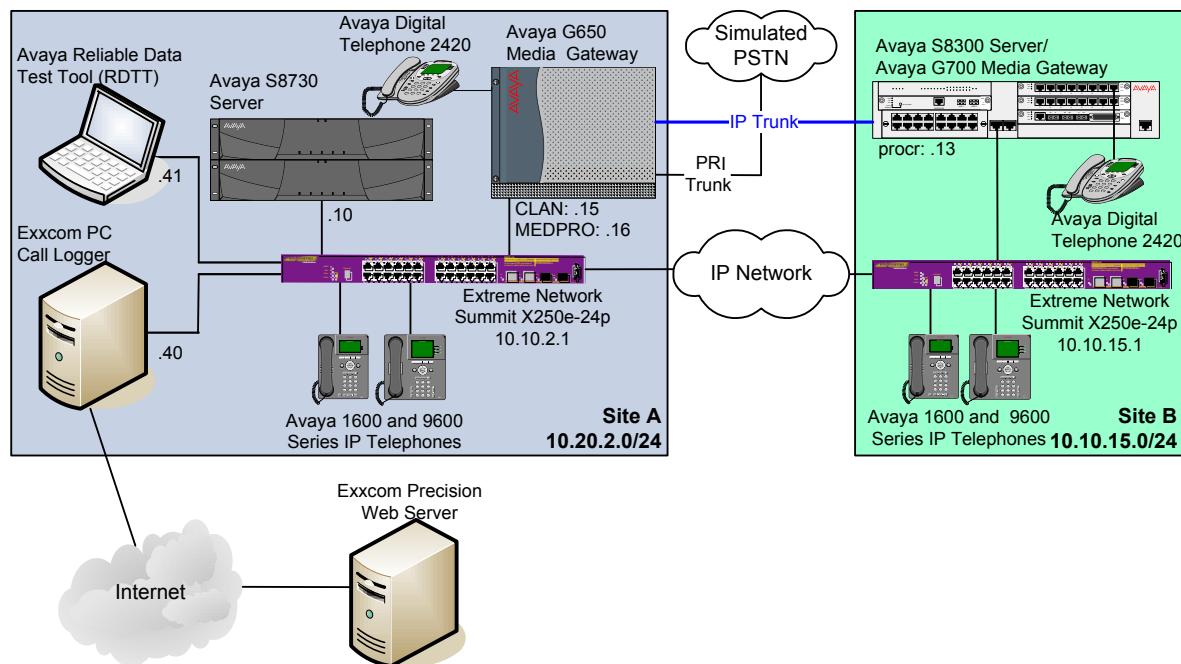 Avaya Reliable Data
Test Tool (RDTT)
.41
Exxcom PC
Call Logger
.40
Avaya S8730
Server
AVAYA
AVAYA
.10
Avaya Digital
Telephone 2420
Avaya G650
Media Gateway
AVAYA
CLAN: .15
MEDPRO: .16
Extreme Network
Summit X250e-24p
10.10.2.1
Avaya 1600 and 9600
Series IP Telephones
Site A
10.20.2.0/24
Simulated
PSTN
IP Trunk
PRI
Trunk
IP Network
Avaya S8300 Server/
Avaya G700 Media Gateway
AVAYA
procr: .13
Avaya Digital
Telephone 2420
Extreme Network
Summit X250e-24p
10.10.15.1
Avaya 1600 and 9600
Series IP Telephones
Site B
10.10.15.0/24
Exxcom Precision
Web Server
Internet